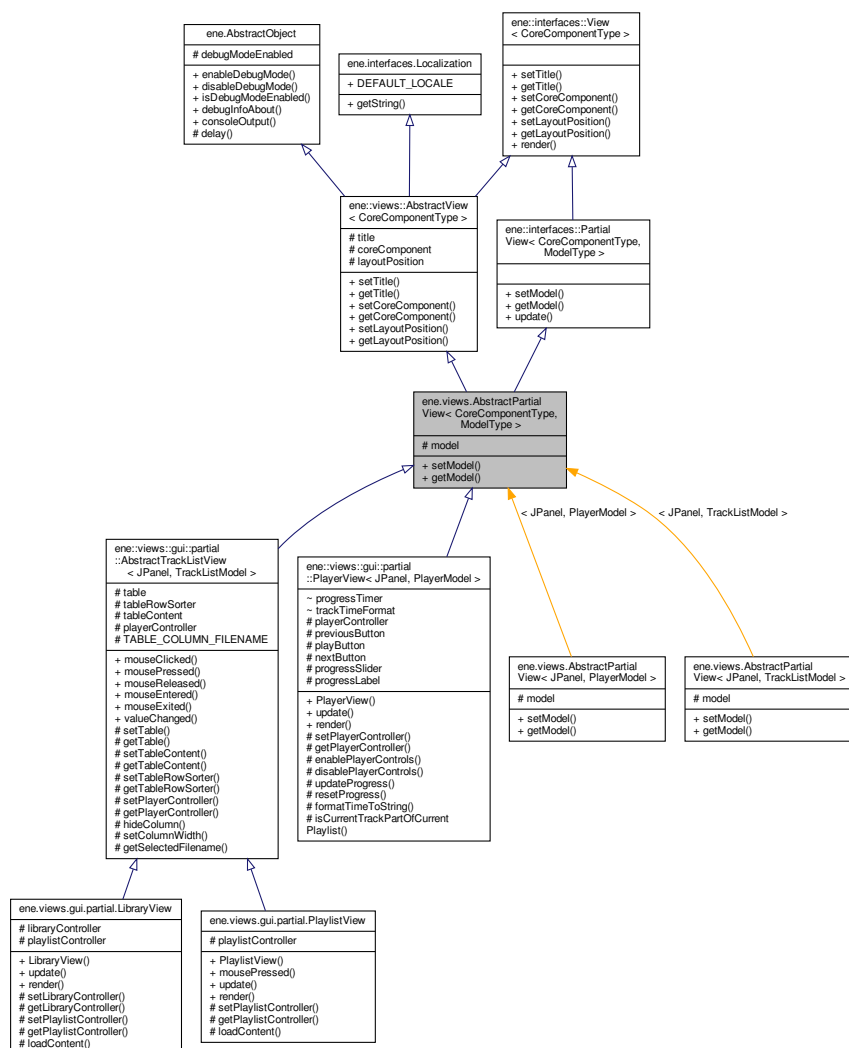 ene.AbstractObject
# debugModeEnabled
+ enableDebugMode()
+ disableDebugMode()
+ isDebugModeEnabled()
+ debugInfoAbout()
+ consoleOutput()
# delay()
ene.interfaces.Localization
+ DEFAULT_LOCALE
+ getString()
ene::interfaces::View
< CoreComponentType >
+ setTitle()
+ getTitle()
+ setCoreComponent()
+ getCoreComponent()
+ setLayoutPosition()
+ getLayoutPosition()
+ render()
ene::views::AbstractView
< CoreComponentType >
# title
# coreComponent
# layoutPosition
+ setTitle()
+ getTitle()
+ setCoreComponent()
+ getCoreComponent()
+ setLayoutPosition()
+ getLayoutPosition()
ene::interfaces::Partial
View< CoreComponentType,
ModelType >
+ setModel()
+ getModel()
+ update()
ene.views.AbstractPartial
View< CoreComponentType,
ModelType >
# model
+ setModel()
+ getModel()
< JPanel, PlayerModel >
< JPanel, TrackListModel >
ene::views::gui::partial
::AbstractTrackListView
< JPanel, TrackListModel >
# table
# tableRowSorter
# tableContent
# playerController
# TABLE_COLUMN_FILENAME
+ mouseClicked()
+ mousePressed()
+ mouseReleased()
+ mouseEntered()
+ mouseExited()
+ valueChanged()
# setTable()
# getTable()
# setTableContent()
# getTableContent()
# setTableRowSorter()
# getTableRowSorter()
# setPlayerController()
# getPlayerController()
# hideColumn()
# setColumnWidth()
# getSelectedFilename()
ene::views::gui::partial
::PlayerView< JPanel, PlayerModel >
~ progressTimer
~ trackTimeFormat
# playerController
# previousButton
# playButton
# nextButton
# progressSlider
# progressLabel
+ PlayerView()
+ update()
+ render()
# setPlayerController()
# getPlayerController()
# enablePlayerControls()
# disablePlayerControls()
# updateProgress()
# resetProgress()
# formatTimeToString()
# isCurrentTrackPartOfCurrent
Playlist()
ene.views.AbstractPartial
View< JPanel, PlayerModel >
# model
+ setModel()
+ getModel()
ene.views.AbstractPartial
View< JPanel, TrackListModel >
# model
+ setModel()
+ getModel()
ene.views.gui.partial.LibraryView
# libraryController
# playlistController
+ LibraryView()
+ update()
+ render()
# setLibraryController()
# getLibraryController()
# setPlaylistController()
# getPlaylistController()
# loadContent()
ene.views.gui.partial.PlaylistView
# playlistController
+ PlaylistView()
+ mousePressed()
+ update()
+ render()
# setPlaylistController()
# getPlaylistController()
# loadContent()